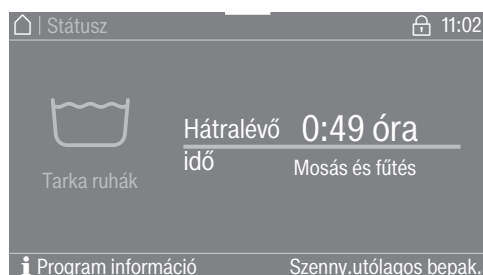 | Státusz 11:02
Hátralévő 0:49 óra
idő Mosás és fűtés
Tarka ruhák
i Program információ Szenny.utólagos bepak.